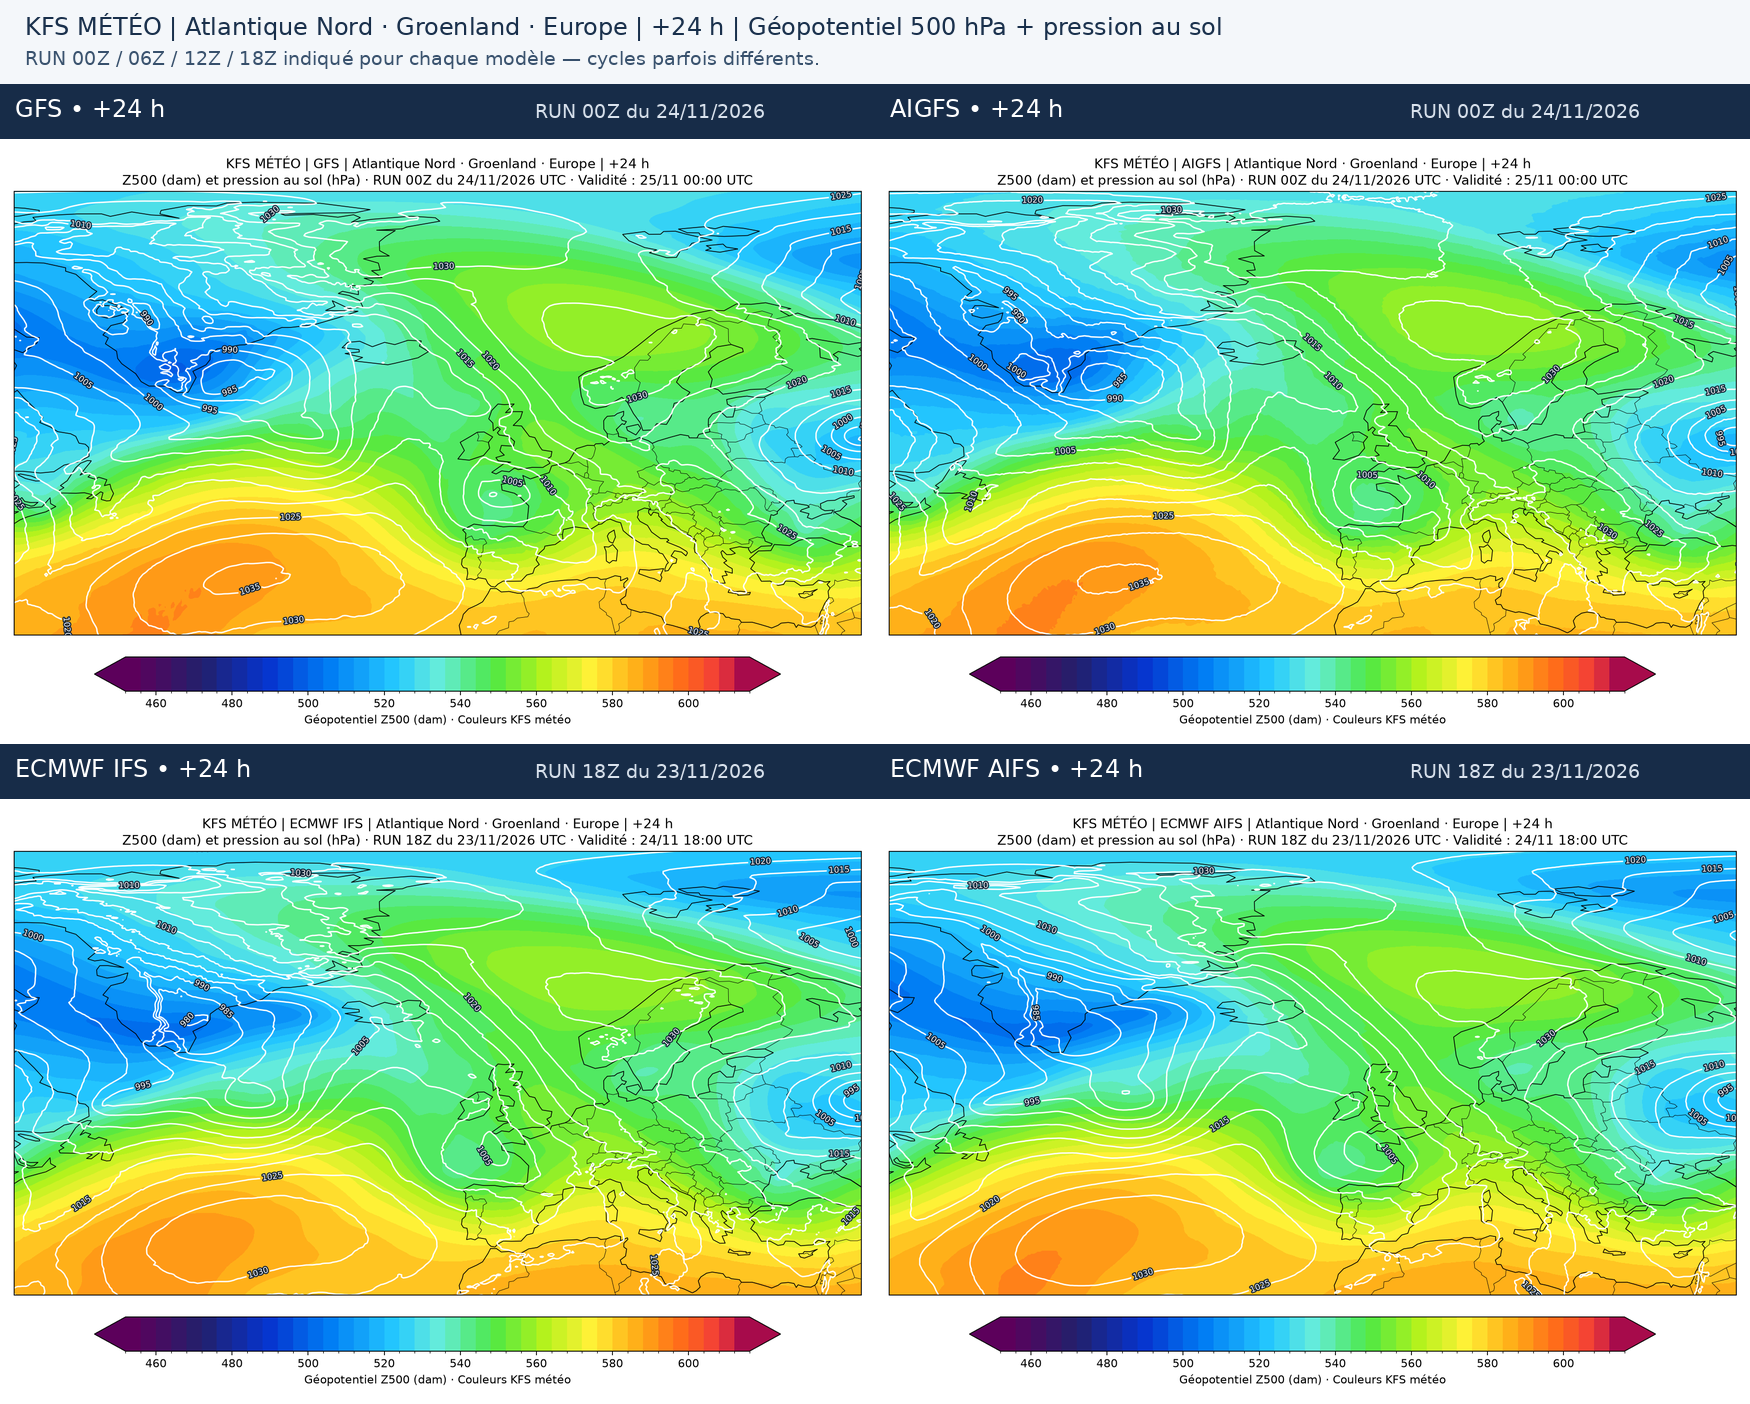 KFS MÉTÉO | Atlantique Nord · Groenland · Europe | +24 h | Géopotentiel 500 hPa + pression au sol
RUN 00Z / 06Z / 12Z / 18Z indiqué pour chaque modèle — cycles parfois différents.
GFS • +24 h
RUN 00Z du 24/11/2026
AIGFS • +24 h
RUN 00Z du 24/11/2026
KFS MÉTÉO | GFS | Atlantique Nord · Groenland · Europe | +24 h
Z500 (dam) et pression au sol (hPa) · RUN 00Z du 24/11/2026 UTC · Validité : 25/11 00:00 UTC
KFS MÉTÉO | AIGFS | Atlantique Nord · Groenland · Europe | +24 h
Z500 (dam) et pression au sol (hPa) · RUN 00Z du 24/11/2026 UTC · Validité : 25/11 00:00 UTC
460 480 500 520 540 560 580 600
Géopotentiel Z500 (dam) · Couleurs KFS météo
460 480 500 520 540 560 580 600
Géopotentiel Z500 (dam) · Couleurs KFS météo
ECMWF IFS • +24 h
RUN 18Z du 23/11/2026
ECMWF AIFS • +24 h
RUN 18Z du 23/11/2026
KFS MÉTÉO | ECMWF IFS | Atlantique Nord · Groenland · Europe | +24 h
Z500 (dam) et pression au sol (hPa) · RUN 18Z du 23/11/2026 UTC · Validité : 24/11 18:00 UTC
KFS MÉTÉO | ECMWF AIFS | Atlantique Nord · Groenland · Europe | +24 h
Z500 (dam) et pression au sol (hPa) · RUN 18Z du 23/11/2026 UTC · Validité : 24/11 18:00 UTC
460 480 500 520 540 560 580 600
Géopotentiel Z500 (dam) · Couleurs KFS météo
460 480 500 520 540 560 580 600
Géopotentiel Z500 (dam) · Couleurs KFS météo